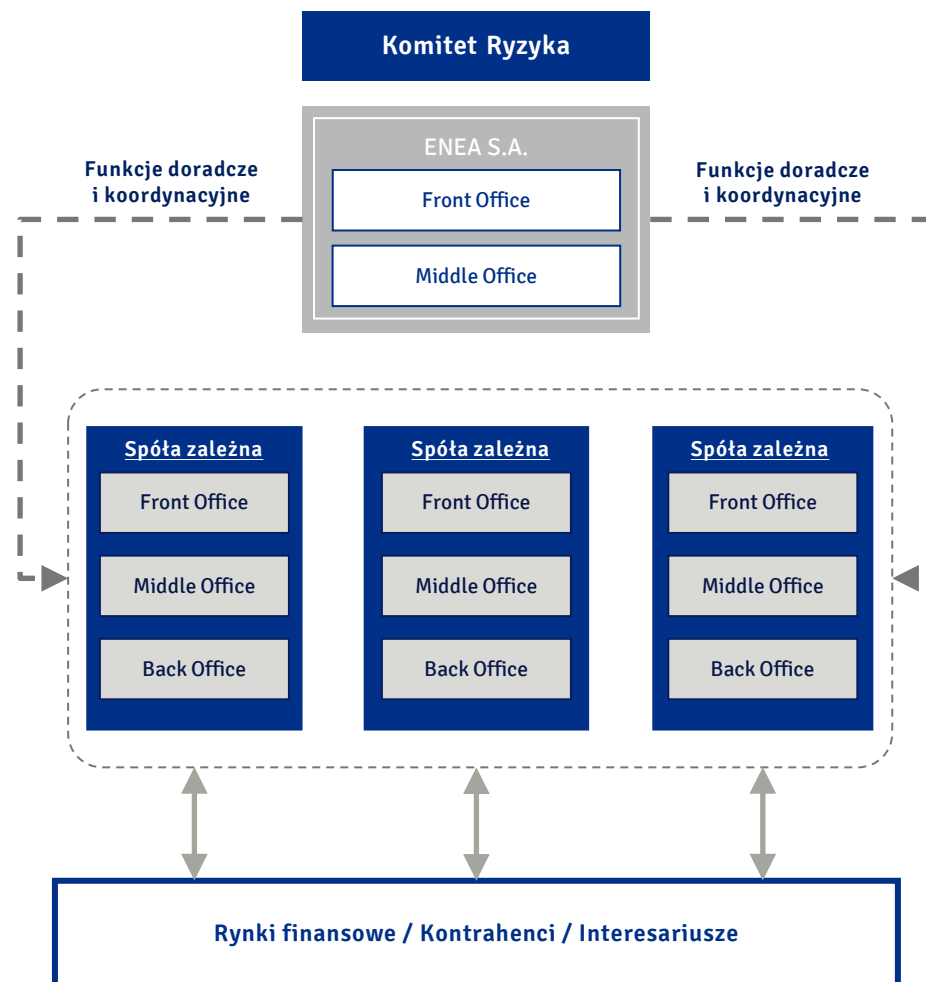 Komitet Ryzyka
ENEA S.A.
Funkcje doradcze
i koordynacyjne
Front Office
Middle Office
Funkcje doradcze
i koordynacyjne
Spóła zależna
Front Office
Middle Office
Back Office
Spóła zależna
Front Office
Middle Office
Back Office
Spóła zależna
Front Office
Middle Office
Back Office
Rynki finansowe / Kontrahenci / Interesariusze